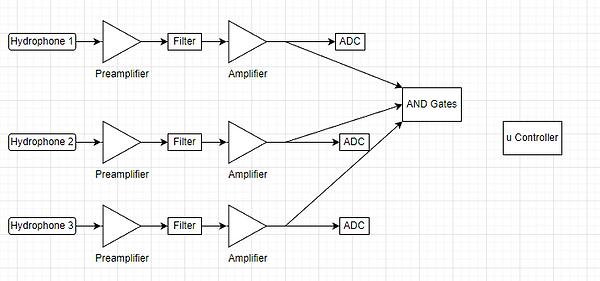 Hydrophone 1
Filter
ADC
Preamplifier
Amplifier
AND Gates
Hydrophone 2
Filter
ADC
u Controller
Preamplifier
Amplifier
Hydrophone 3
Filter
ADC
Preamplifier
Amplifier